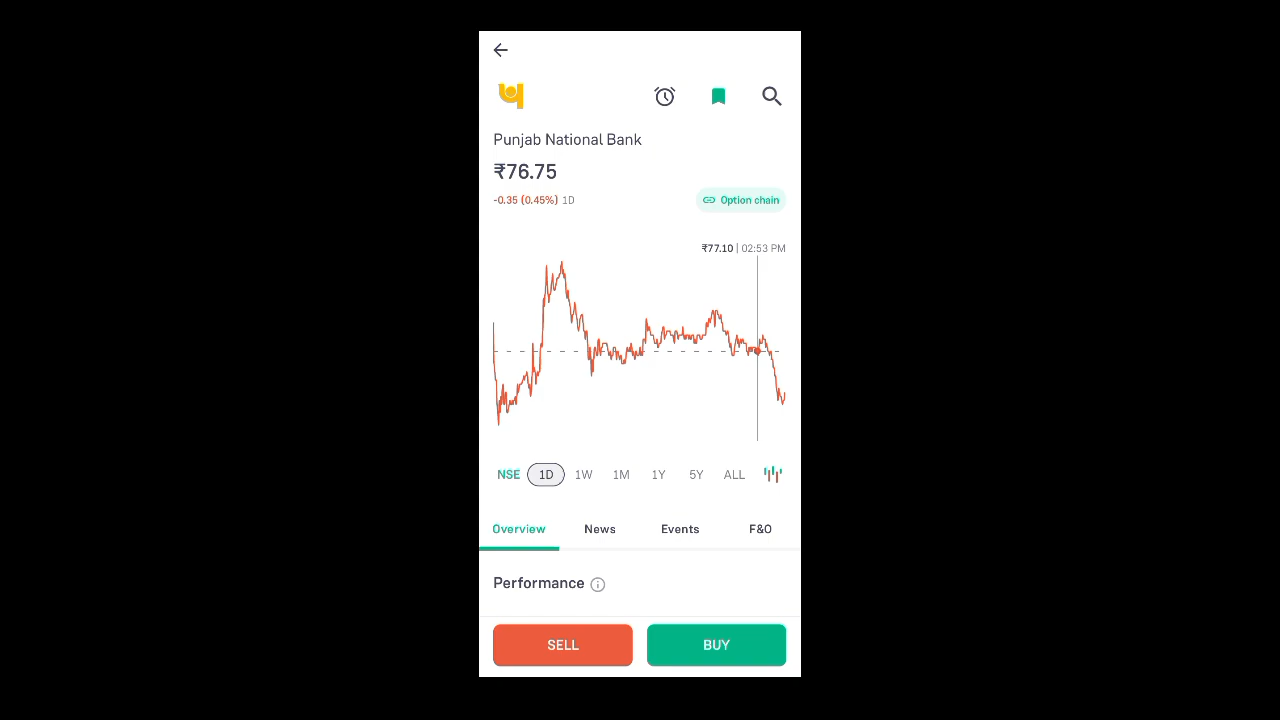 Punjab National Bank
₹76.75
-0.35 (0.45%) 1D
Option chain
₹77.10 | 02:53 PM
NSE 1D 1W 1M 1Y 5Y ALL
Overview News Events F&O
Performance
SELL BUY